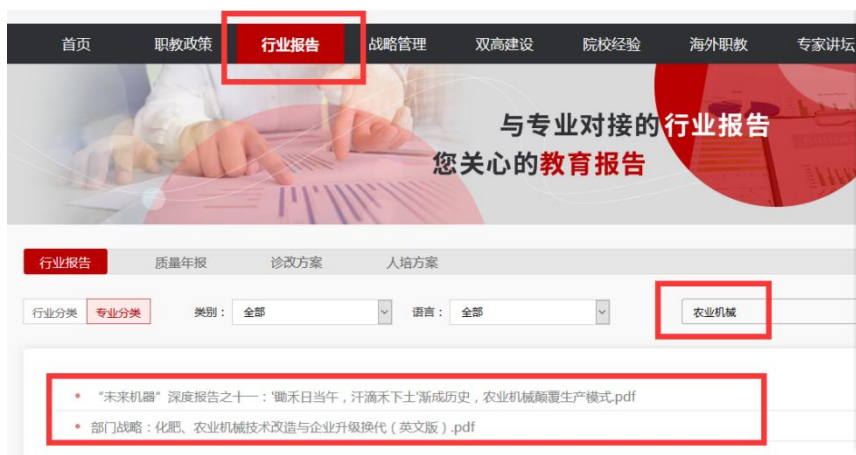 首页 职教政策 行业报告 战略管理 双高建设 院校经验 海外职教 专家讲坛
与专业对接的行业报告
您关心的教育报告
行业报告 质量年报 诊改方案 人培方案
行业分类 专业分类 类别： 全部 语言： 全部 农业机械
“未来机器”深度报告之十一：'锄禾日当午，汗滴禾下土'渐成历史，农业机械颠覆生产模式.pdf
部门战略：化肥、农业机械技术改造与企业升级换代（英文版）.pdf